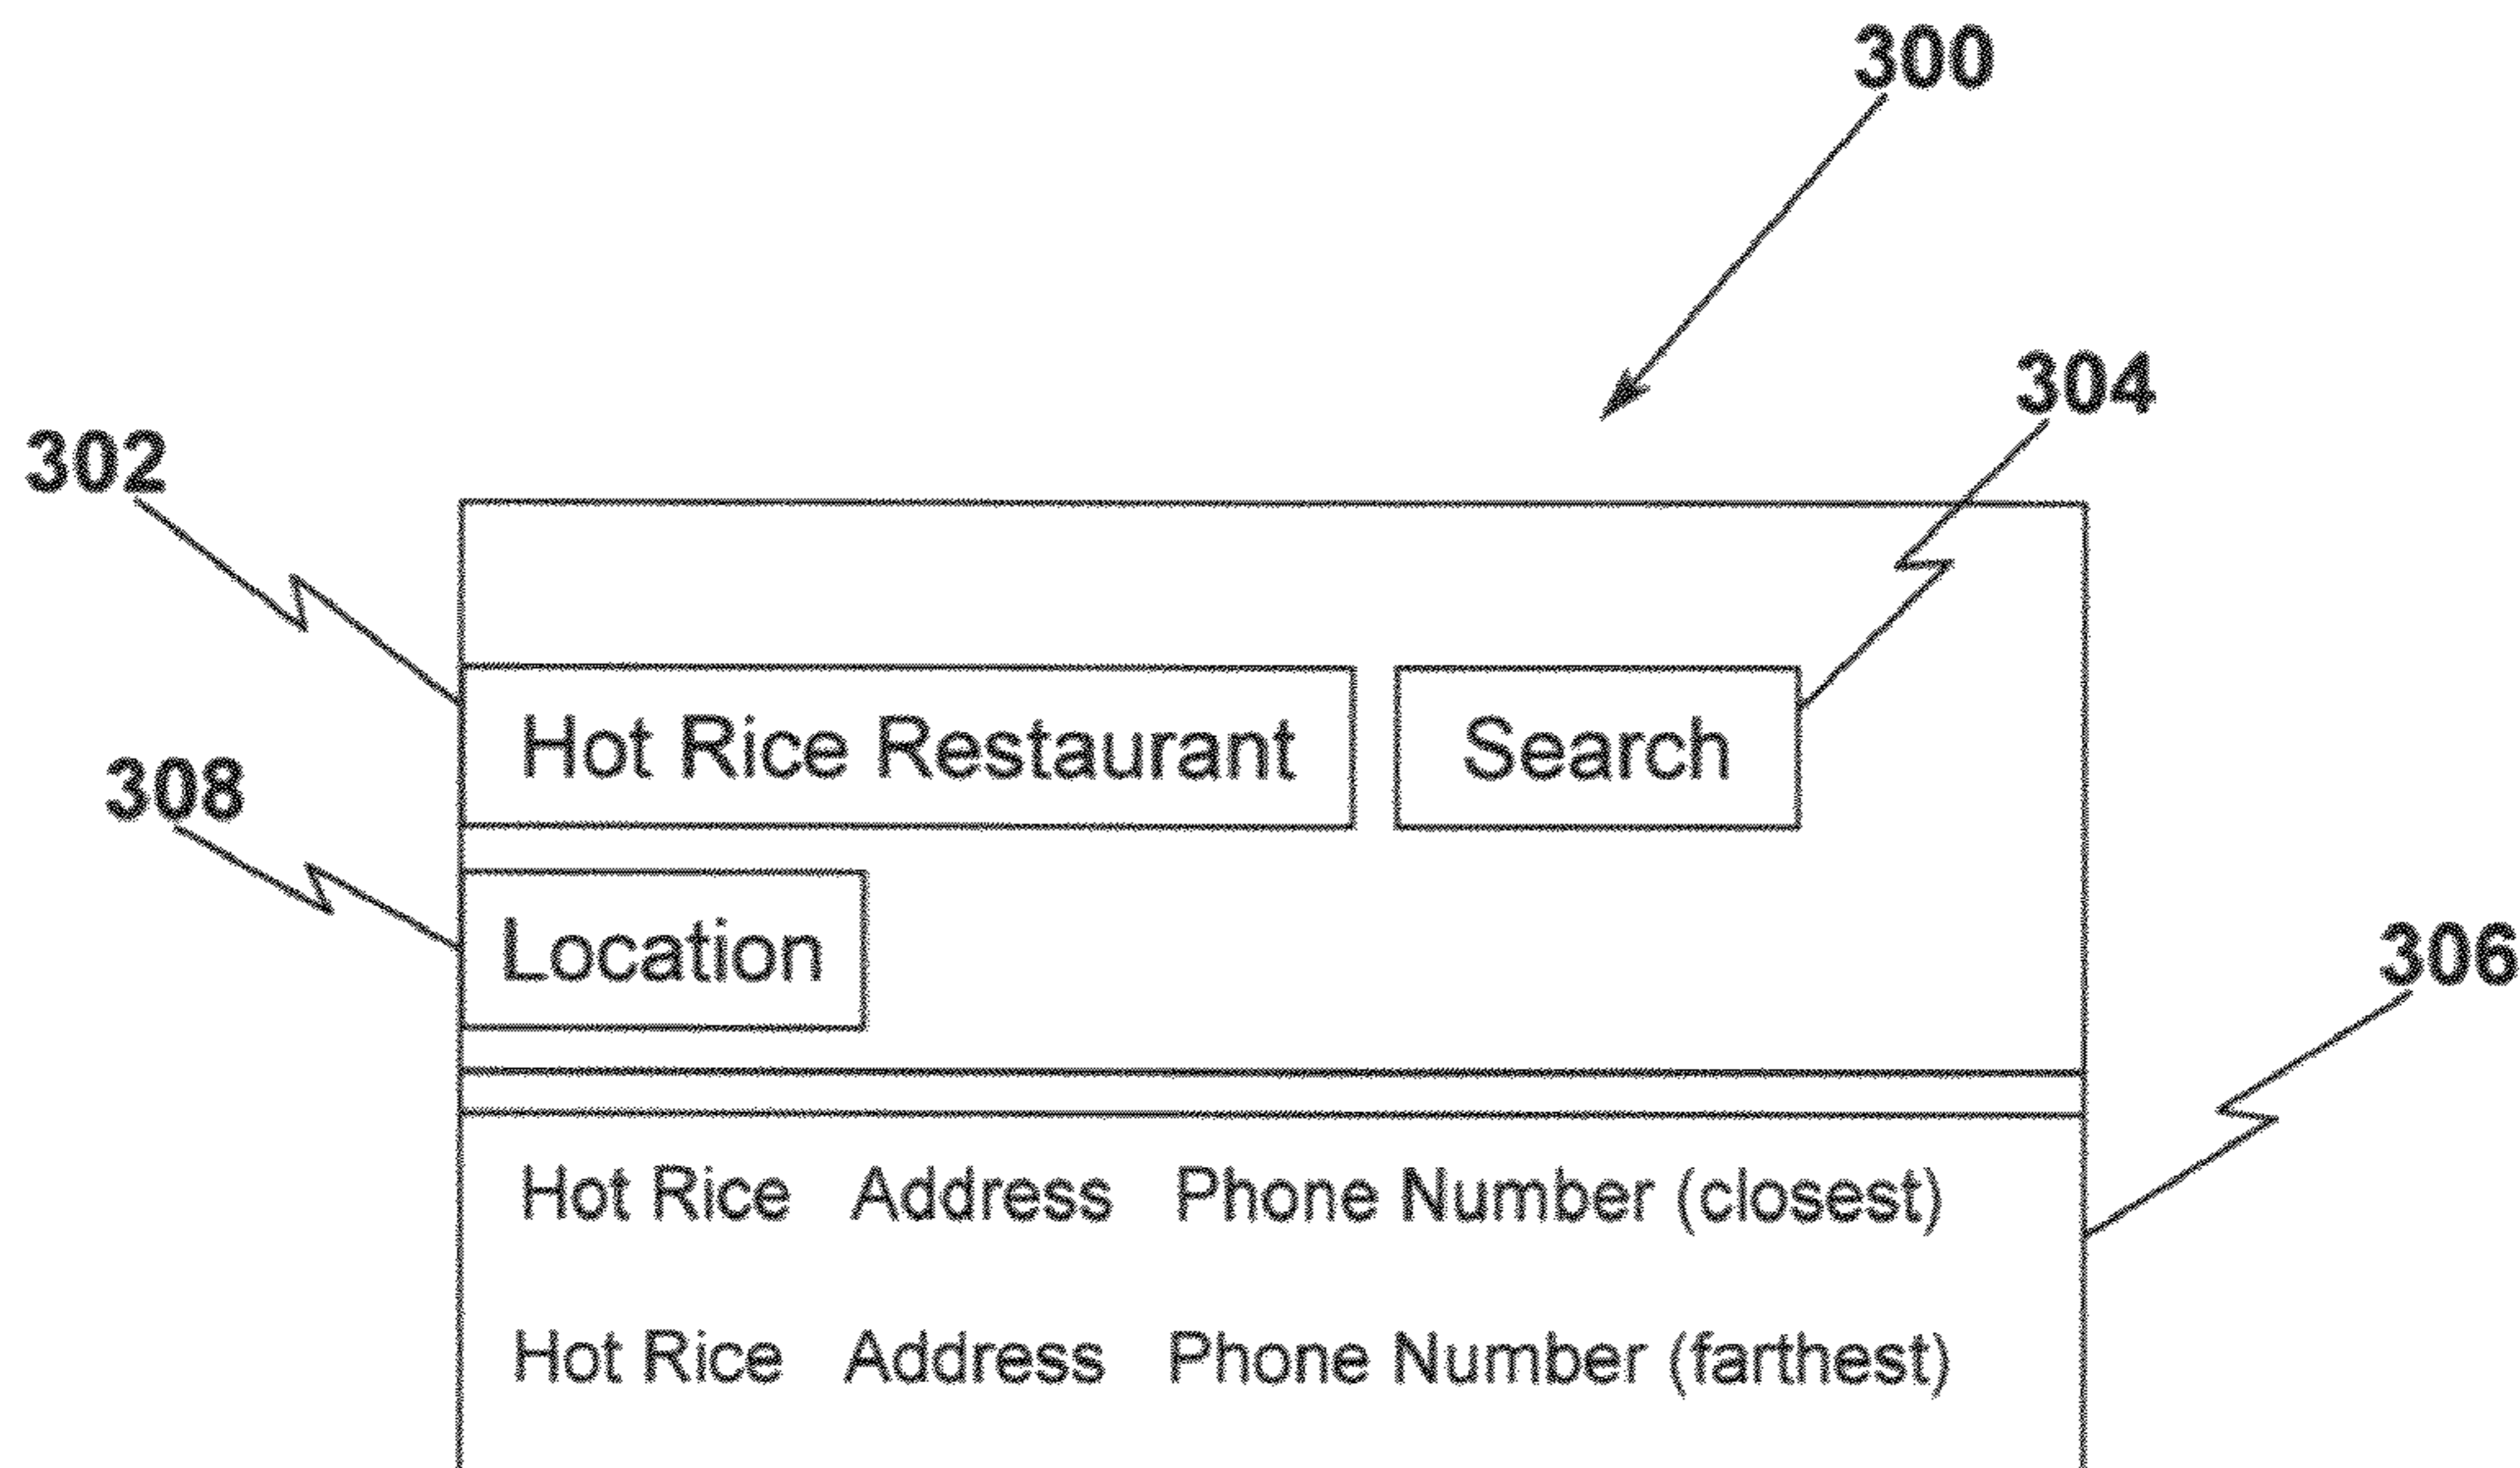 300
304
302
Hot Rice Restaurant Search
308
Location
306
Hot Rice Address Phone Number (closest)
Hot Rice Address Phone Number (farthest)